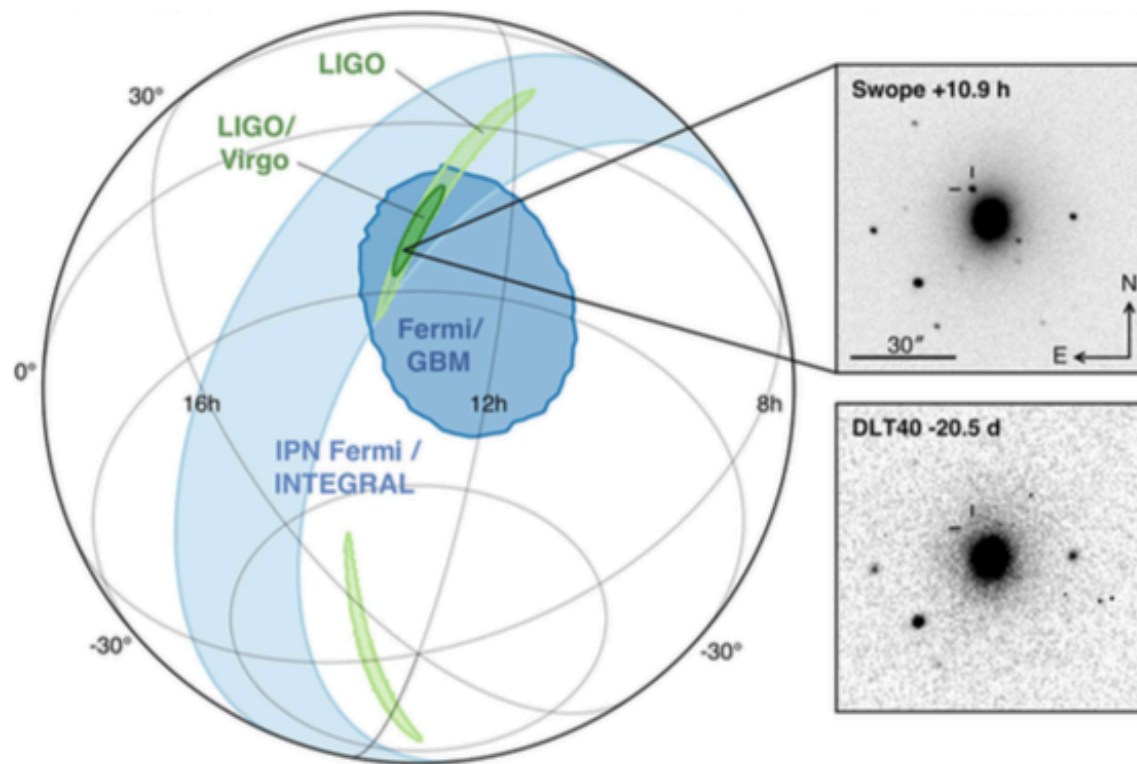 LIGO
30°
LIGO/
Virgo
Swope +10.9 h
N
30"
E
Fermi/
GBM
0°
16h
12h
8h
IPN Fermi /
INTEGRAL
DLT40 -20.5 d
-30°
-30°